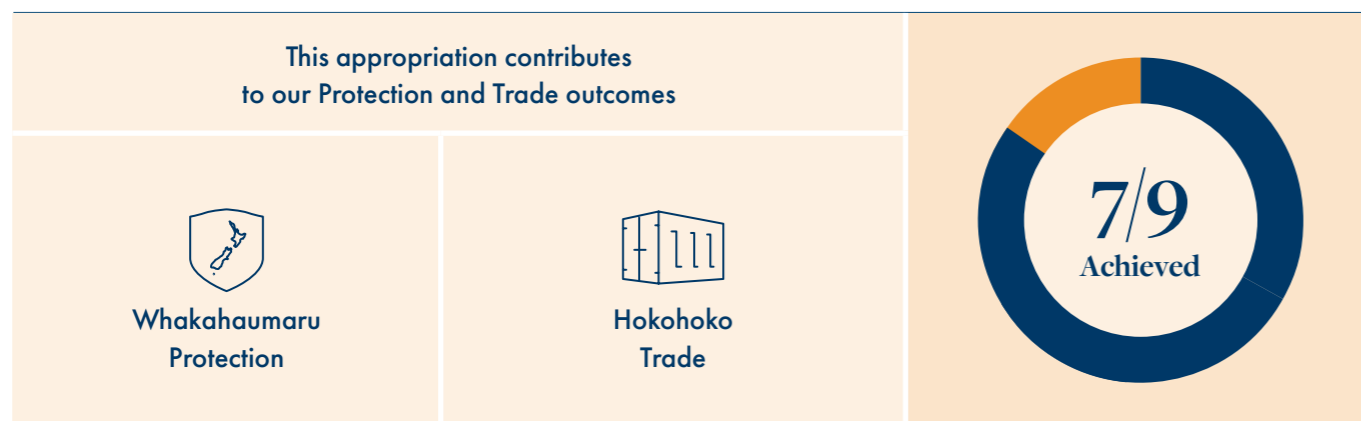 This appropriation contributes
to our Protection and Trade outcomes
Whakahaumaru
Protection
Hokohoko
Trade
7/9
Achieved